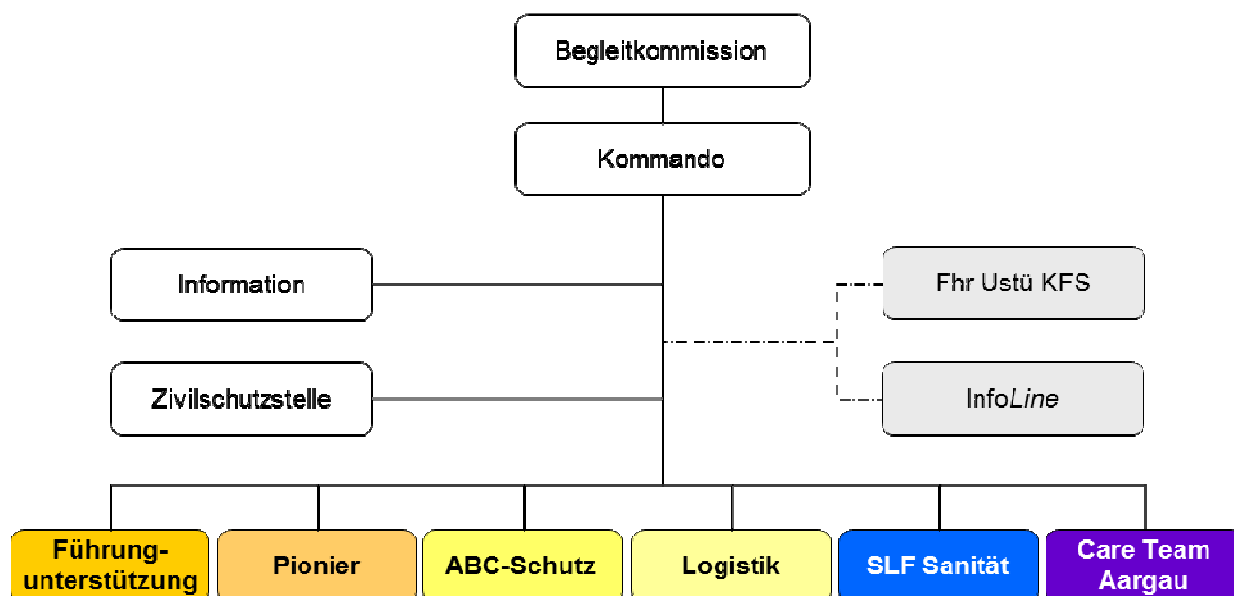 Begleitkommission
Kommando
Information
Fhr Ustü KFS
Zivilschutzstelle
InfoLine
Führung-
unterstützung
Pionier
ABC-Schutz
Logistik
SLF Sanität
Care Team
Aargau